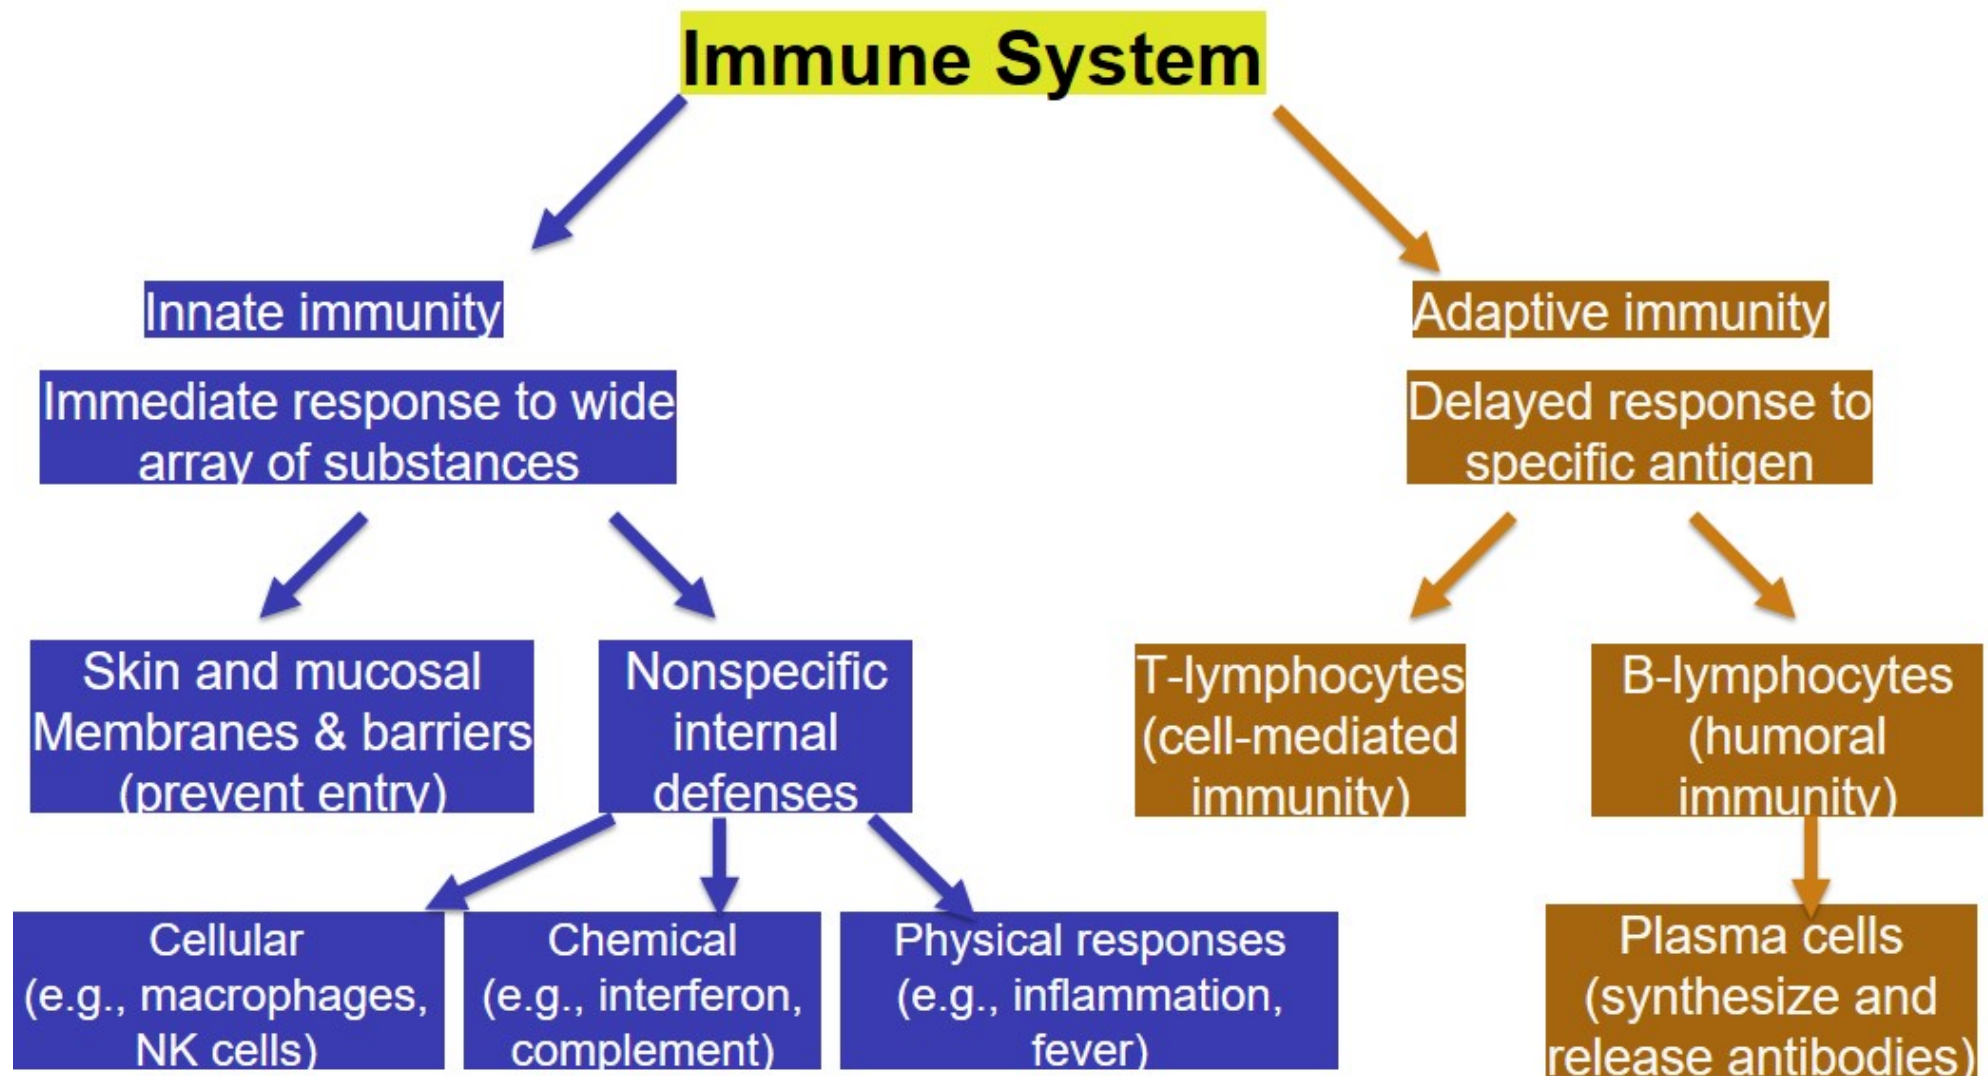 Immune System
Innate immunity
Immediate response to wide
array of substances
Skin and mucosal
Membranes & barriers
(prevent entry)
Nonspecific
internal
defenses
Cellular
(e.g., macrophages,
NK cells)
Chemical
(e.g., interferon,
complement)
Physical responses
(e.g., inflammation,
fever)
Adaptive immunity
Delayed response to
specific antigen
T-lymphocytes
(cell-mediated
immunity)
B-lymphocytes
(humoral
immunity)
Plasma cells
(synthesize and
release antibodies)